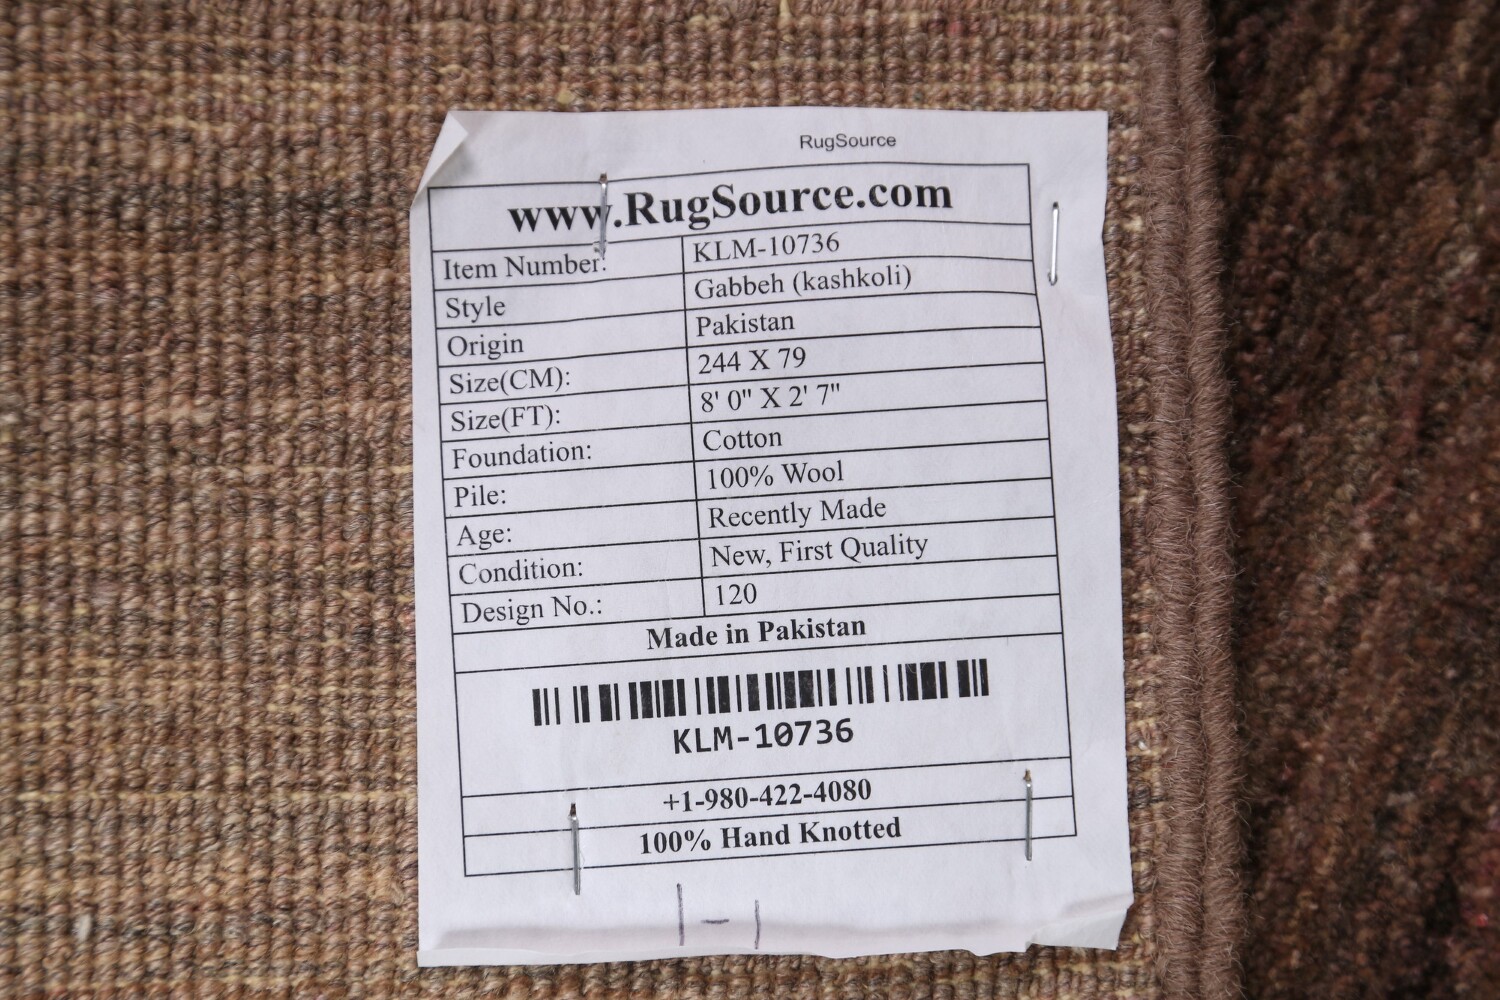 RugSource
www.RugSource.com
Item Number: KLM-10736
Style Gabbeh (kashkoli)
Origin Pakistan
Size(CM): 244 X 79
Size(FT): 8' 0" X 2' 7"
Foundation: Cotton
Pile: 100% Wool
Age: Recently Made
Condition: New, First Quality
Design No.: 120
Made in Pakistan
KLM-10736
+1-980-422-4080
100% Hand Knotted
1-1